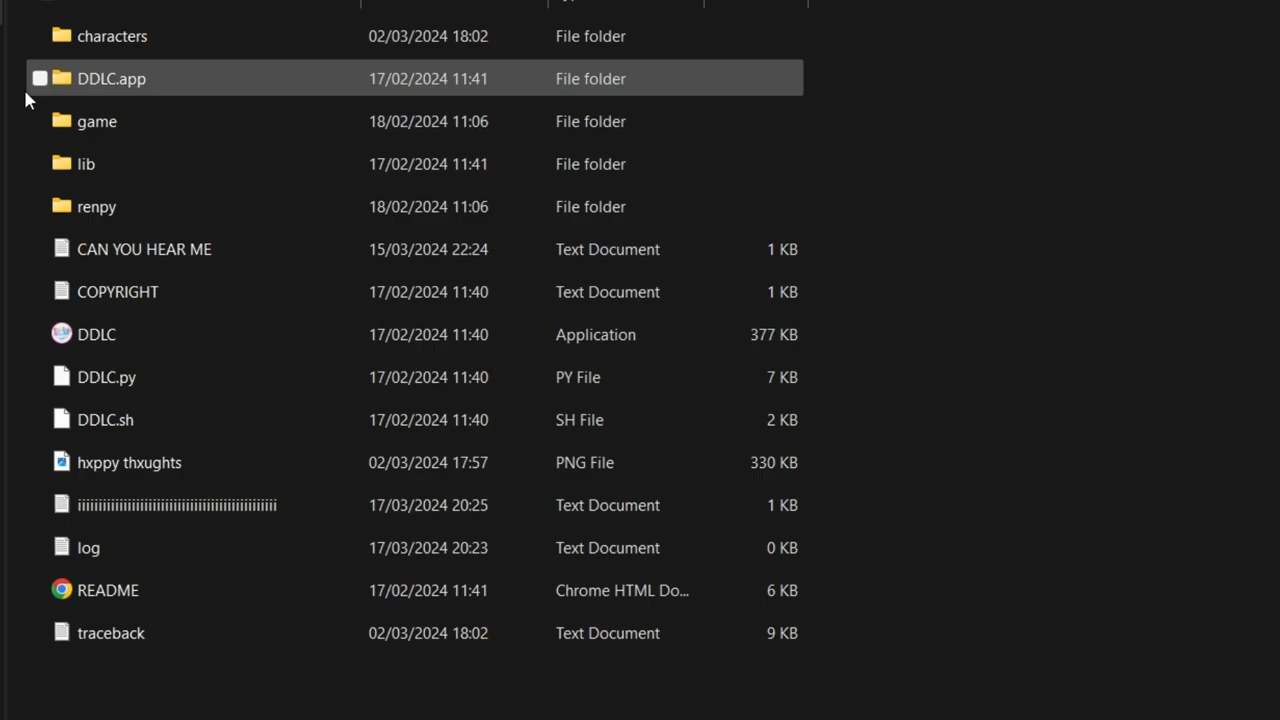 characters 02/03/2024 18:02 File folder
DDLC.app 17/02/2024 11:41 File folder
game 18/02/2024 11:06 File folder
lib 17/02/2024 11:41 File folder
renpy 18/02/2024 11:06 File folder
CAN YOU HEAR ME 15/03/2024 22:24 Text Document 1 KB
COPYRIGHT 17/02/2024 11:40 Text Document 1 KB
DDLC 17/02/2024 11:40 Application 377 KB
DDLC.py 17/02/2024 11:40 PY File 7 KB
DDLC.sh 17/02/2024 11:40 SH File 2 KB
hxppy thxughts 02/03/2024 17:57 PNG File 330 KB
17/03/2024 20:25 Text Document 1 KB
log 17/03/2024 20:23 Text Document 0 KB
README 17/02/2024 11:41 Chrome HTML Do... 6 KB
traceback 02/03/2024 18:02 Text Document 9 KB